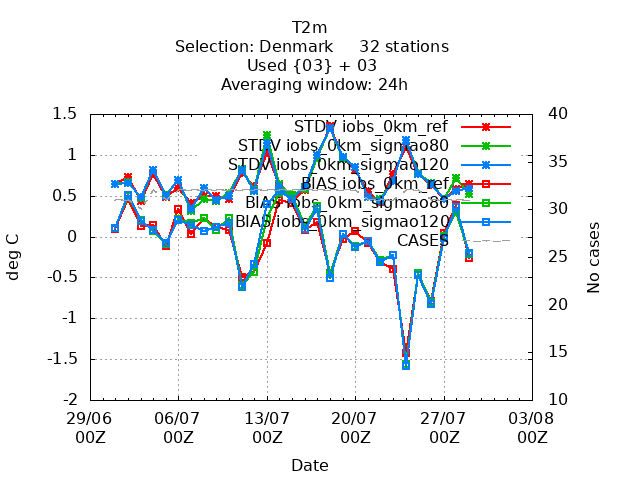 T2m
Selection: Denmark 32 stations
Used {03} + 03
Averaging window: 24h
1.5
1
0.5
0
-0.5
-1
-1.5
-2
deg C
40
35
30
25
20
15
10
No cases
STDV iobs_0km_ref
STDV iobs_0km_sigmao80
STDV iobs_0km_sigmao120
BIAS iobs_0km_ref
BIAS iobs_0km_sigmao80
BIAS iobs_0km_sigmao120
CASES
29/06 06/07 13/07 20/07 27/07 03/08
00Z 00Z 00Z 00Z 00Z 00Z
Date